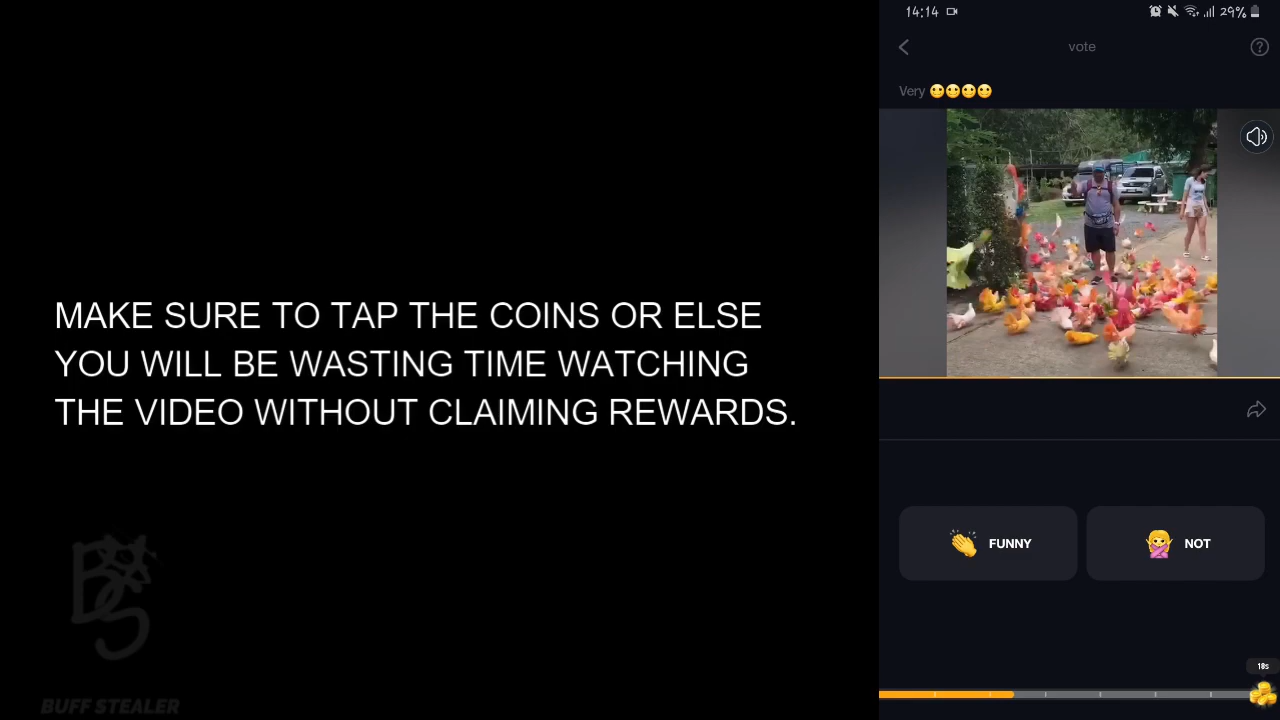 14:14
29%
vote
Very
MAKE SURE TO TAP THE COINS OR ELSE
YOU WILL BE WASTING TIME WATCHING
THE VIDEO WITHOUT CLAIMING REWARDS.
FUNNY
NOT
18s
BS
BUFF STEALER